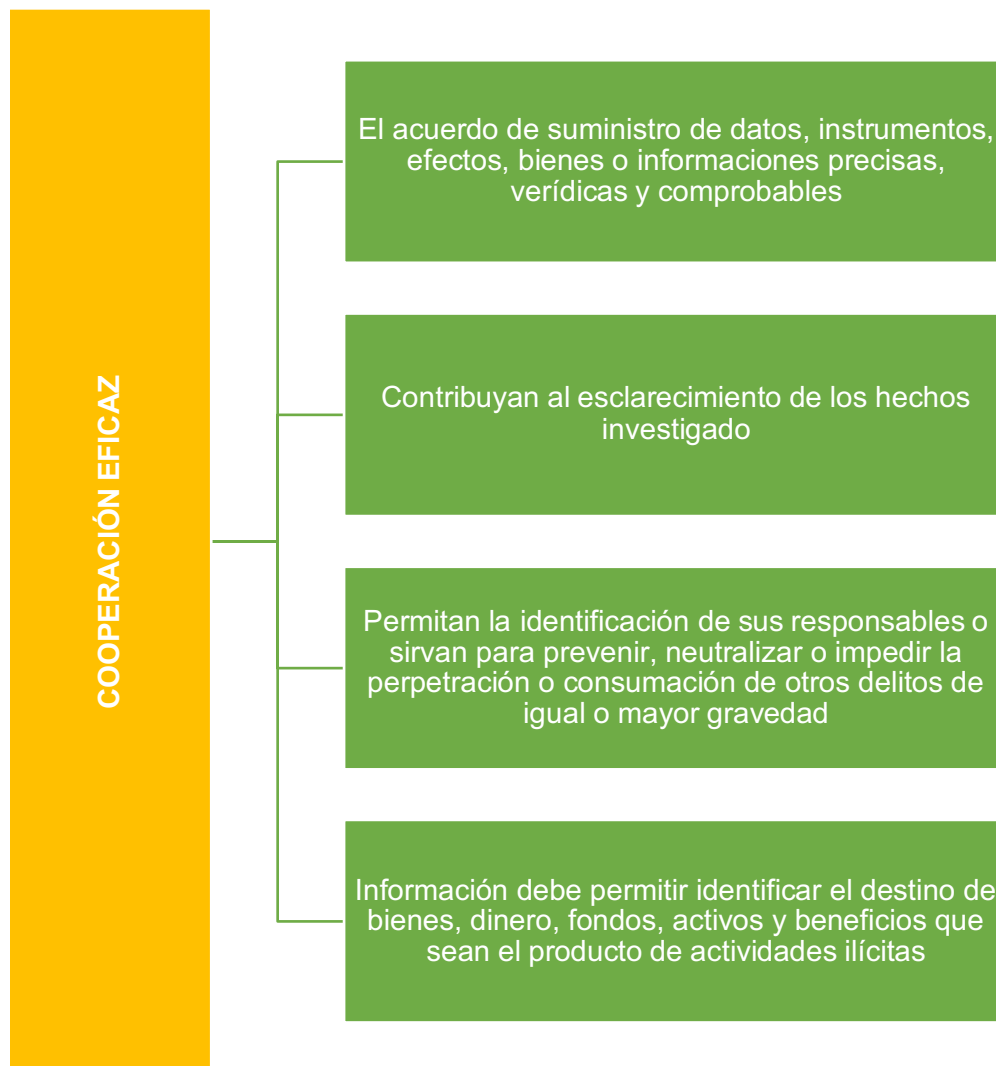 COOPERACIÓN EFICAZ
El acuerdo de suministro de datos, instrumentos,
efectos, bienes o informaciones precisas,
verídicas y comprobables
Contribuyan al esclarecimiento de los hechos
investigado
Permitan la identificación de sus responsables o
sirvan para prevenir, neutralizar o impedir la
perpetración o consumación de otros delitos de
igual o mayor gravedad
Información debe permitir identificar el destino de
bienes, dinero, fondos, activos y beneficios que
sean el producto de actividades ilícitas